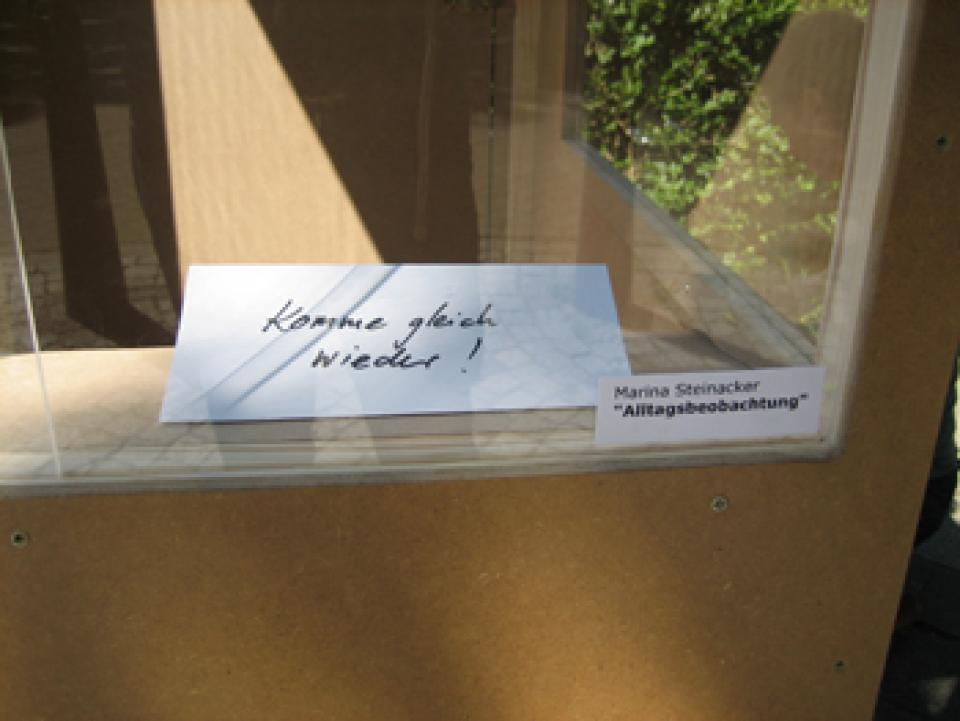 Komme gleich
wieder!
Marina Steinacker
"Alltagsbeobachtung"